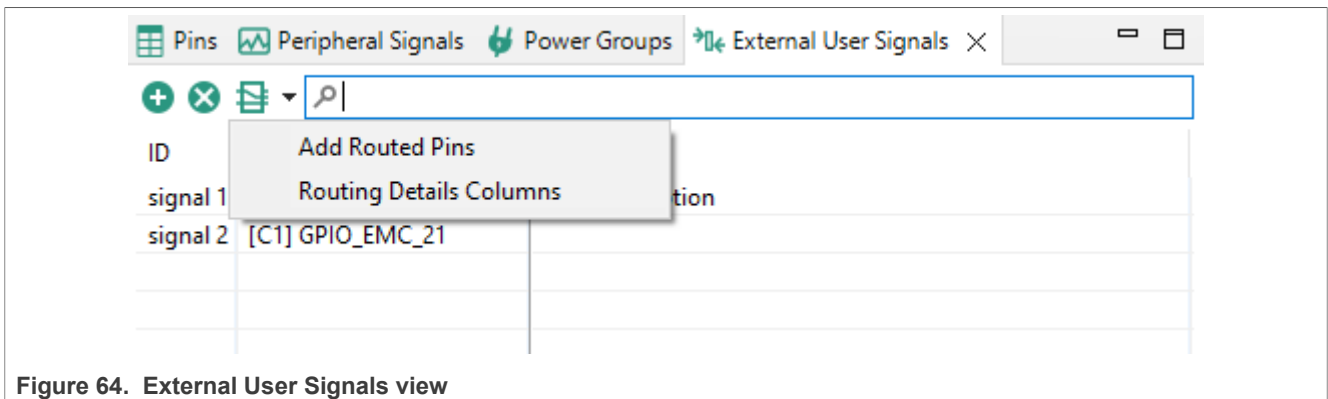 Pins Peripheral Signals Power Groups External User Signals
ID Add Routed Pins
signal 1 Routing Details Columns tion
signal 2 [C1] GPIO_EMC_21
Figure 64. External User Signals view